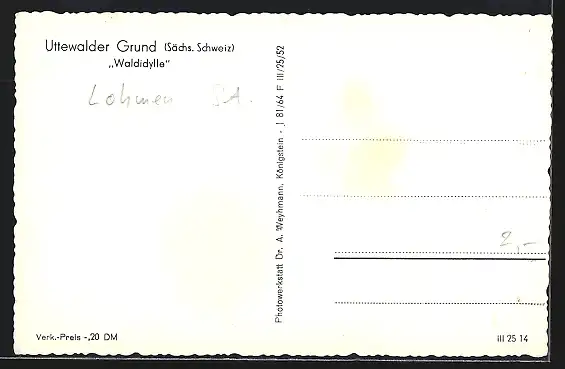 Uttewalder Grund (Sächs. Schweiz)
„Waldidylle"
Lohmen SA.
Photowerkstatt Dr. A. Weyhmann, Königstein - J 81/64 F III/25/52
2,-
Verk.-Preis -,20 DM
III 25 14